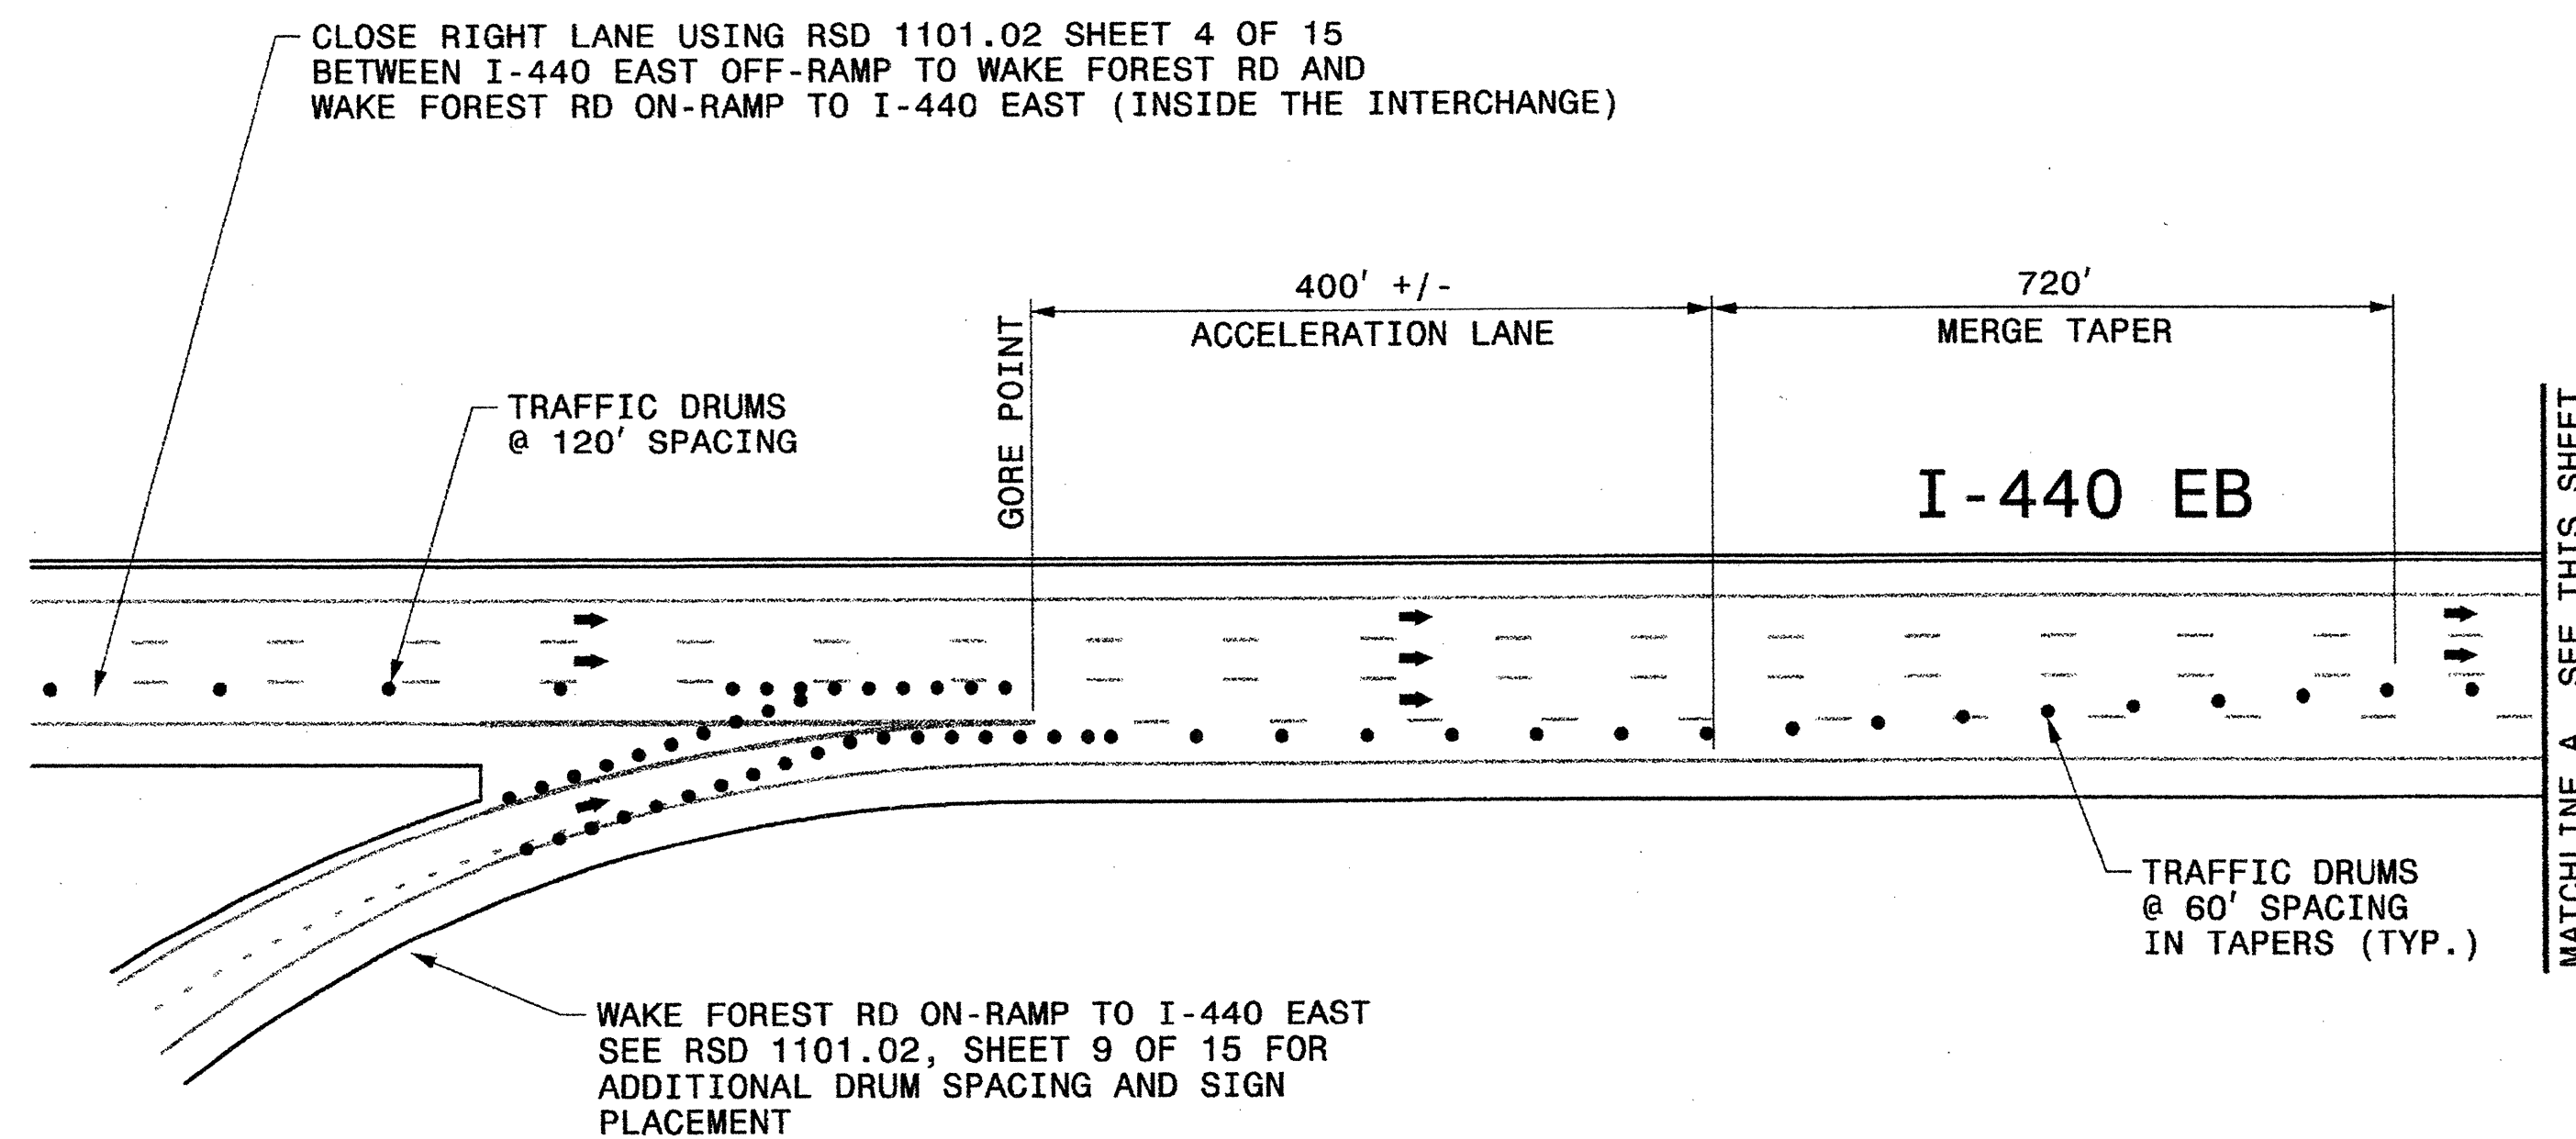 CLOSE RIGHT LANE USING RSD 1101.02 SHEET 4 OF 15
BETWEEN I-440 EAST OFF-RAMP TO WAKE FOREST RD AND
WAKE FOREST RD ON-RAMP TO I-440 EAST (INSIDE THE INTERCHANGE)
400' +/-
ACCELERATION LANE
720'
MERGE TAPER
GORE POINT
TRAFFIC DRUMS
@ 120' SPACING
I-440 EB
MATCHLINE A SEE THIS SHEET
TRAFFIC DRUMS
@ 60' SPACING
IN TAPERS (TYP.)
WAKE FOREST RD ON-RAMP TO I-440 EAST
SEE RSD 1101.02, SHEET 9 OF 15 FOR
ADDITIONAL DRUM SPACING AND SIGN
PLACEMENT